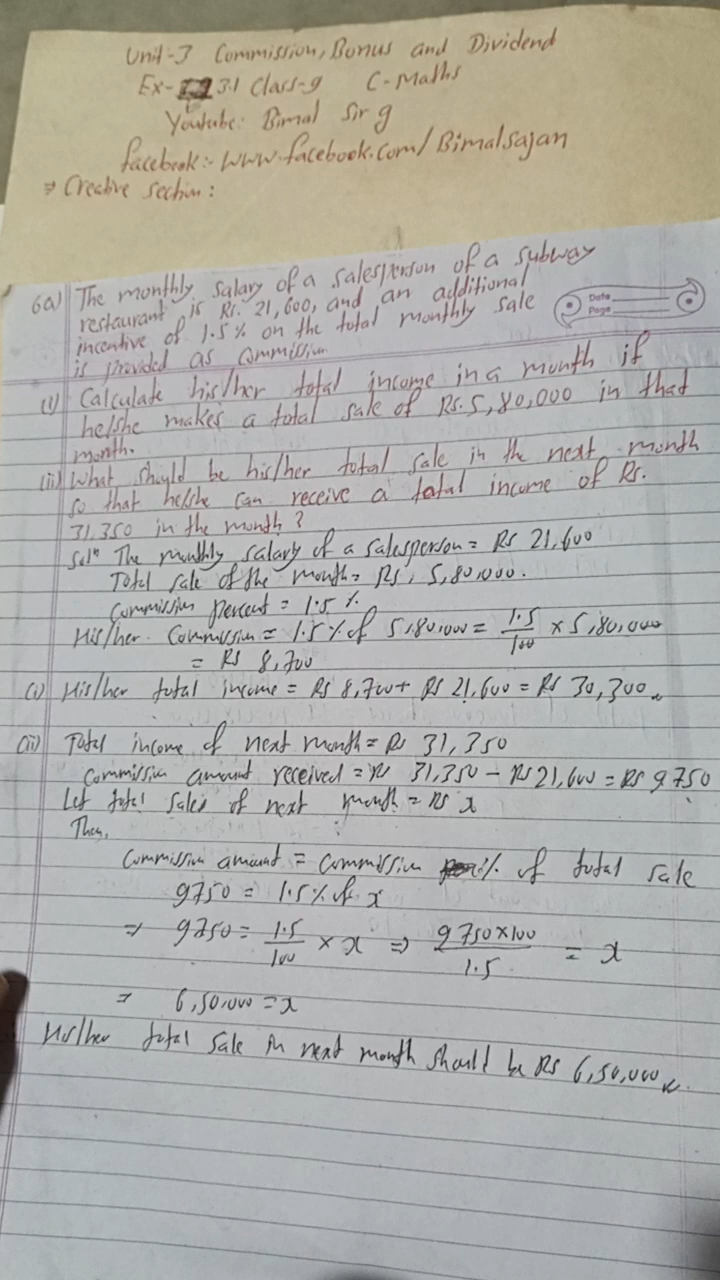 Unit-3 Commission, Bonus and Dividend
Ex- 3.1 Class-9 C-Maths
Youtube: Bimal Sir g
facebook:- www.facebook.com/Bimalsajan
⇒ Creative section:
6a) The monthly salary of a salesperson of a subway
restaurant is Rs. 21,600, and an additional
incentive of 1.5% on the total monthly sale
is provided as commission
Date
Page
(i) Calculate his/her total income in a month if
he/she makes a total sale of Rs. 5,80,000 in that
month.
(ii) What should be his/her total sale in the next month
so that he/she can receive a total income of Rs.
31,350 in the month?
Solⁿ The monthly salary of a salesperson = Rs 21,600
Total sale of the month = Rs, 5,80,000.
Commission percent = 1.5 %
His/her Commission = 1.5% of 5,80,000 = 1.5/100 × 5,80,000
= Rs 8,700
(i) His/her total income = Rs 8,700 + Rs 21,600 = Rs 30,300
(ii) Total income of next month = Rs 31,350
Commission amount received = Rs 31,350 - Rs 21,600 = Rs 9750
Let total sales of next month = Rs x
Then,
Commission amount = Commission % of total sale
9750 = 1.5% of x
⇒ 9750 = 1.5/100 × x ⇒ 9750×100/1.5 = x
⇒ 6,50,000 = x
His/her total sale in next month should be Rs 6,50,000